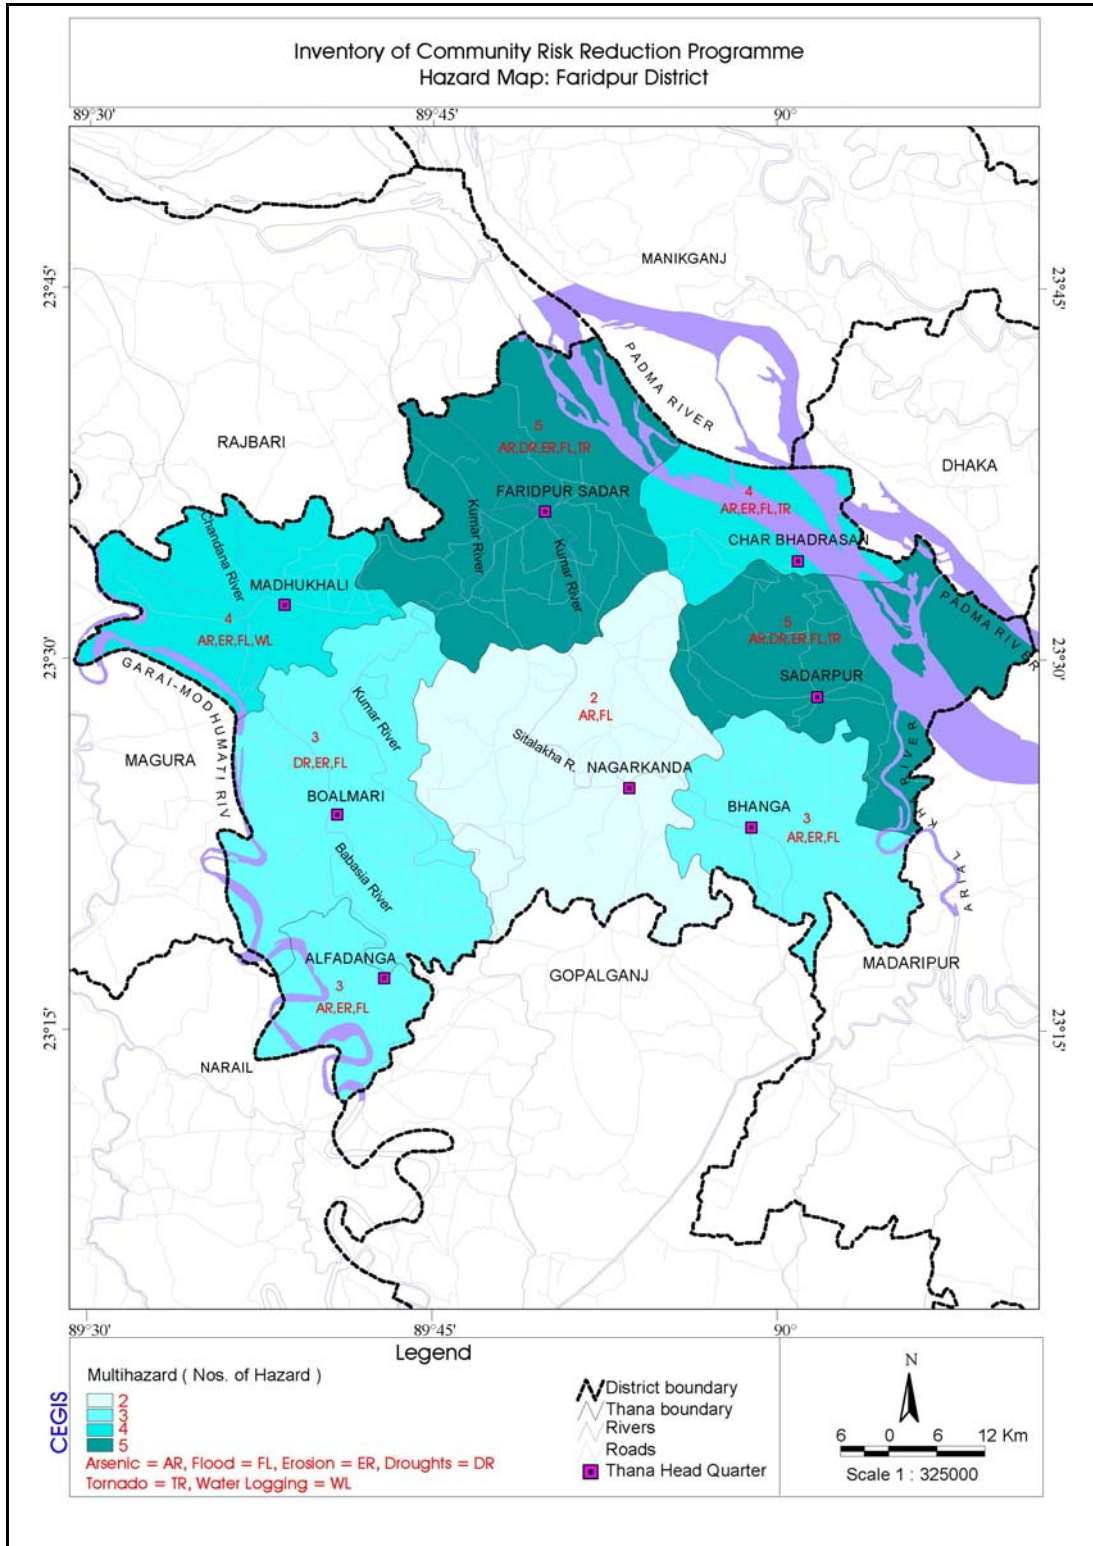 Inventory of Community Risk Reduction Programme
Hazard Map: Faridpur District
89°30'
89°45'
90°
23°45'
23°45'
MANIKGANJ
PADMA RIVER
RAJBARI
DHAKA
5
AR,DR,ER,FL,TR
FARIDPUR SADAR
Kumar River
Kumar River
4
AR,ER,FL,TR
CHAR BHADRASAN
Chandana River
MADHUKHALI
4
AR,ER,FL,WL
PADMA RIVER
5
AR,DR,ER,FL,TR
SADARPUR
23°30'
23°30'
GARAI-MODHUMATI RIV
Kumar River
2
AR,FL
Sitalakha R.
NAGARKANDA
MAGURA
3
DR,ER,FL
BOALMARI
BHANGA
3
AR,ER,FL
ARIAL KH RIVER
Babasia River
ALFADANGA
3
AR,ER,FL
GOPALGANJ
MADARIPUR
23°15'
23°15'
NARAIL
89°30'
89°45'
90°
Legend
Multihazard ( Nos. of Hazard )
2
3
4
5
Arsenic = AR, Flood = FL, Erosion = ER, Droughts = DR
Tornado = TR, Water Logging = WL
CEGIS
District boundary
Thana boundary
Rivers
Roads
Thana Head Quarter
N
6 0 6 12 Km
Scale 1 : 325000